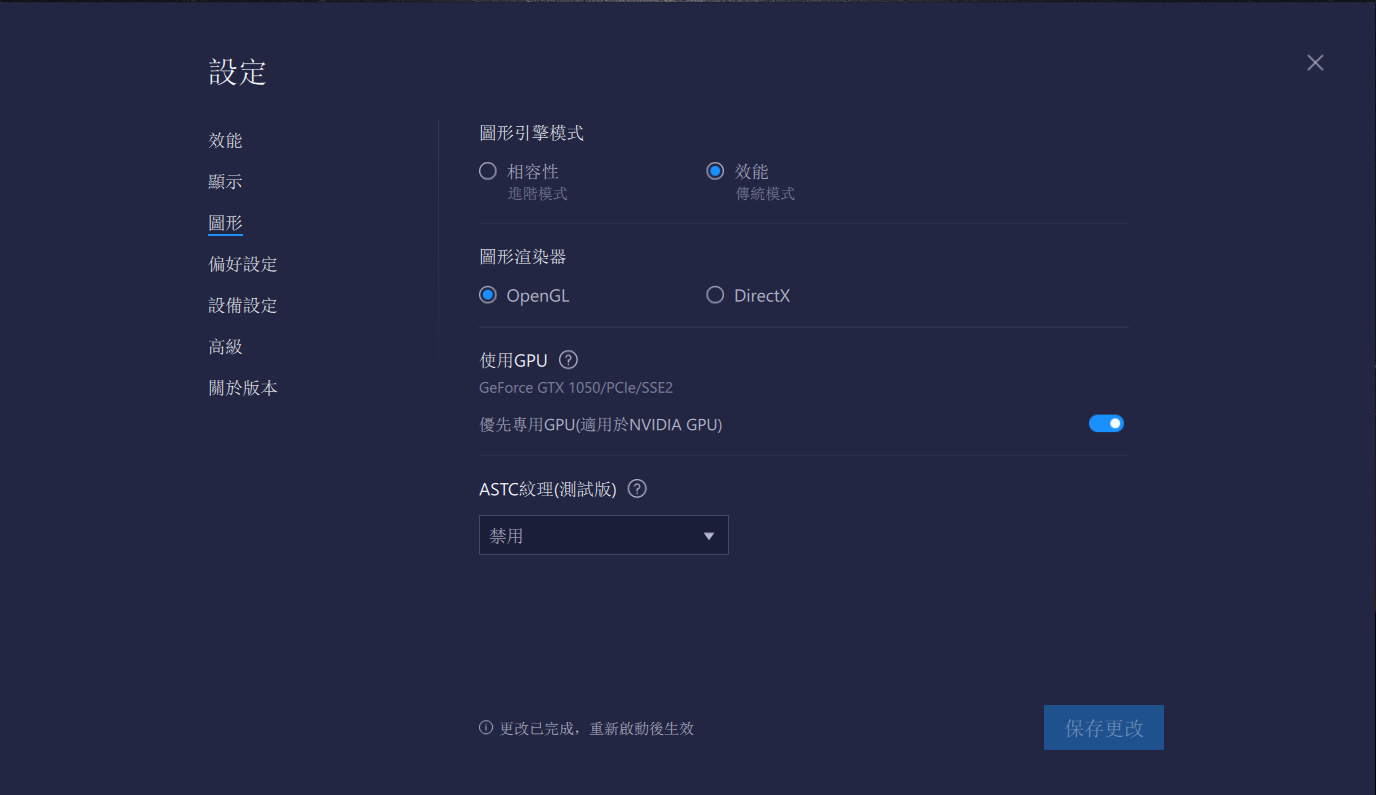 設定
效能
顯示
圖形
偏好設定
設備設定
高級
關於版本
圖形引擎模式
相容性
進階模式
效能
傳統模式
圖形渲染器
OpenGL
DirectX
使用GPU
GeForce GTX 1050/PCIe/SSE2
優先專用GPU(適用於NVIDIA GPU)
ASTC紋理(測試版)
禁用
更改已完成，重新啟動後生效
保存更改